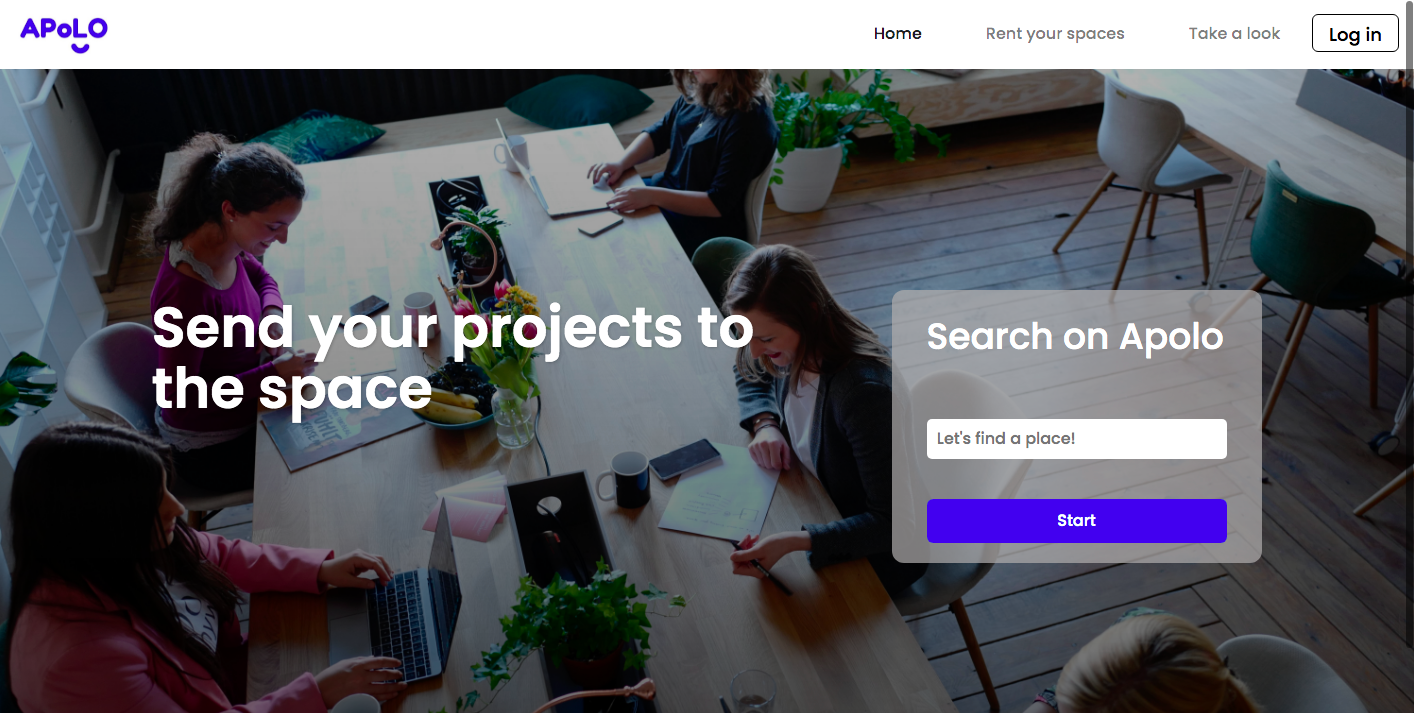 APoLO
Home
Rent your spaces
Take a look
Log in
Send your projects to
the space
Search on Apolo
Let's find a place!
Start